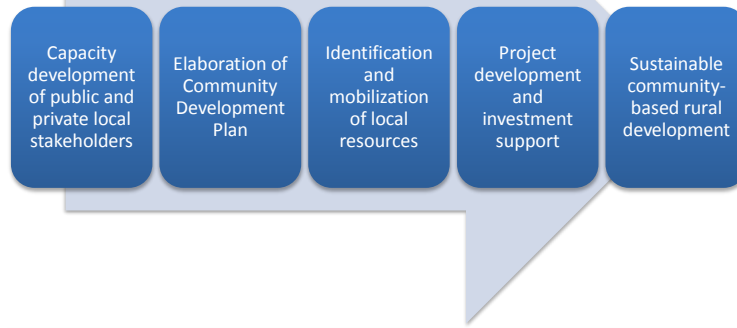 Capacity
development
of public and
private local
stakeholders
Elaboration of
Community
Development
Plan
Identification
and
mobilization
of local
resources
Project
development
and
investment
support
Sustainable
community-
based rural
development